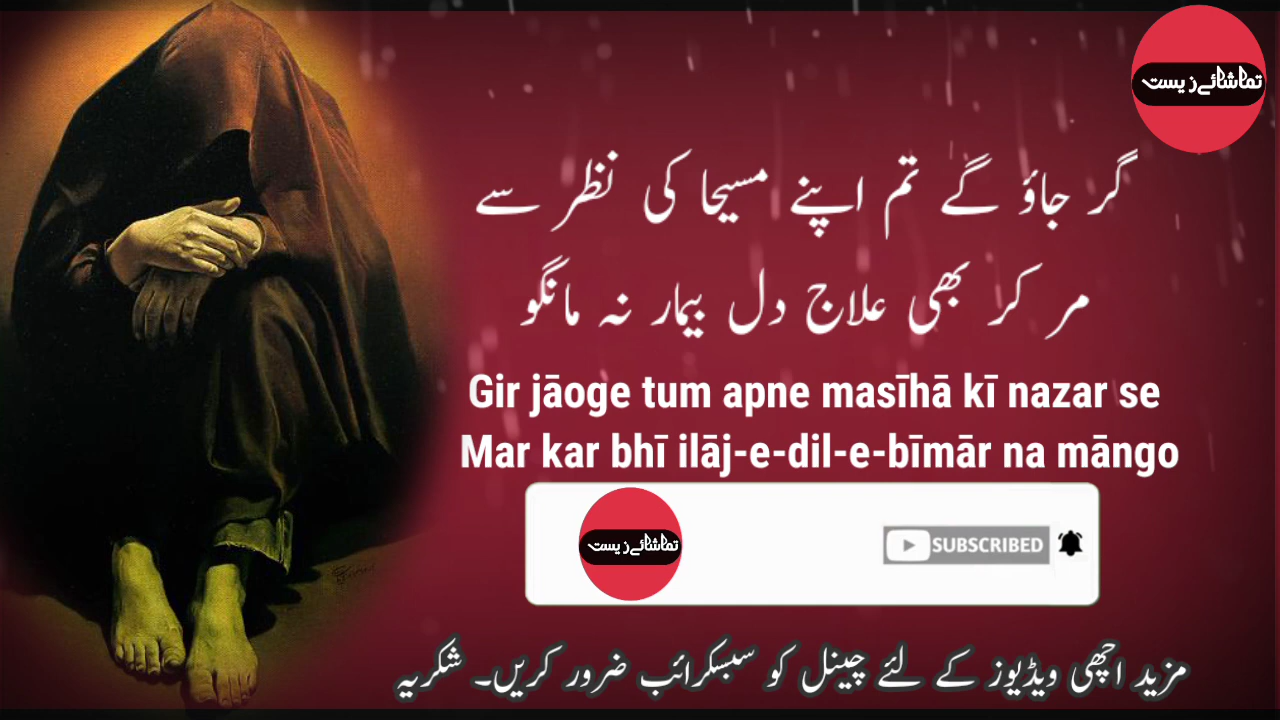 تماشائے زیست
گر جاؤ گے تم اپنے مسیحا کی نظر سے
مر کر بھی علاج دل بیمار نہ مانگو
Gir jāoge tum apne masīhā kī nazar se
Mar kar bhī ilāj-e-dil-e-bīmār na māngo
تماشائے زیست
SUBSCRIBED
مزید اچھی ویڈیوز کے لئے چینل کو سبسکرائب ضرور کریں۔ شکریہ